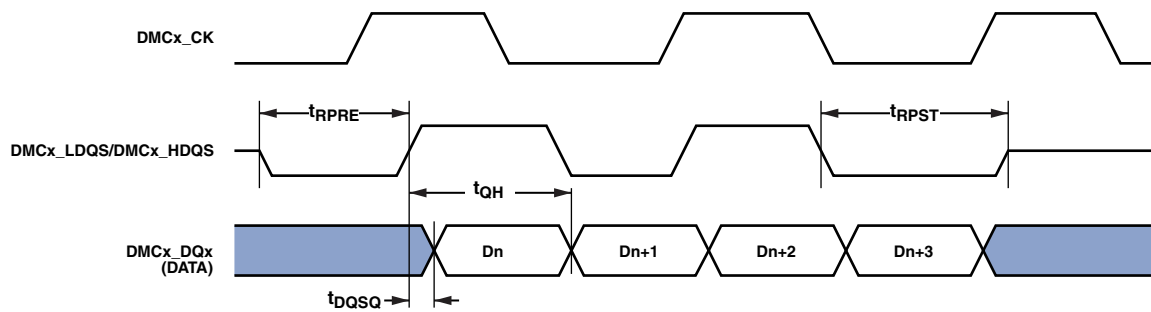 DMCx_CK
tRPRE
tRPST
DMCx_LDQS/DMCx_HDQS
tQH
DMCx_DQx
(DATA)
Dn
Dn+1
Dn+2
Dn+3
tDQSQ